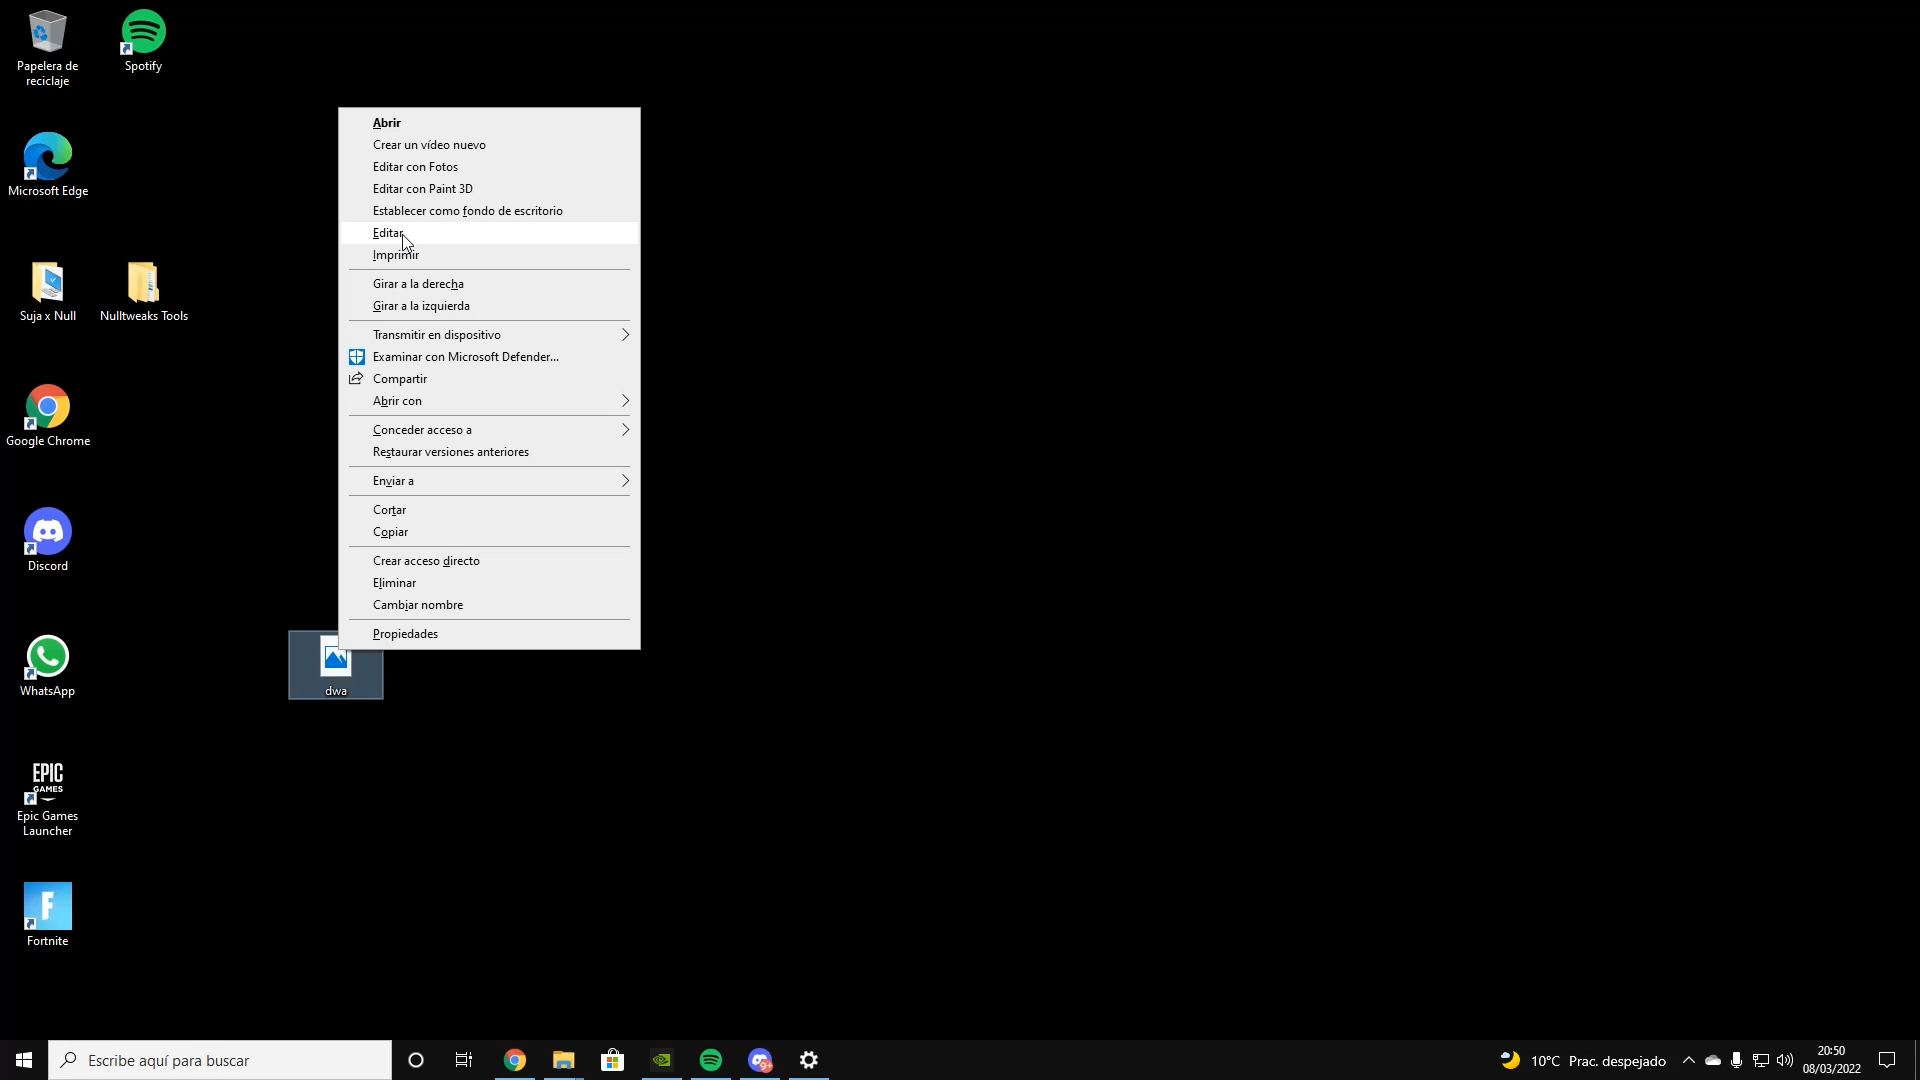 Papelera de
reciclaje
Spotify
Microsoft Edge
Suja x Null
Nulltweaks Tools
Google Chrome
Discord
WhatsApp
EPIC
GAMES
Epic Games
Launcher
F
Fortnite
Abrir
Crear un vídeo nuevo
Editar con Fotos
Editar con Paint 3D
Establecer como fondo de escritorio
Editar
Imprimir
Girar a la derecha
Girar a la izquierda
Transmitir en dispositivo
Examinar con Microsoft Defender...
Compartir
Abrir con
Conceder acceso a
Restaurar versiones anteriores
Enviar a
Cortar
Copiar
Crear acceso directo
Eliminar
Cambiar nombre
Propiedades
dwa
Escribe aquí para buscar
9+
10°C Prac. despejado
20:50
08/03/2022